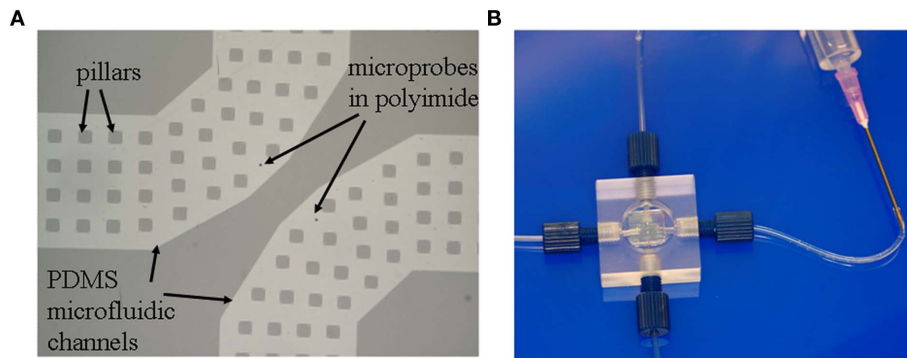 A
B
pillars
microprobes
in polyimide
PDMS
microfluidic
channels